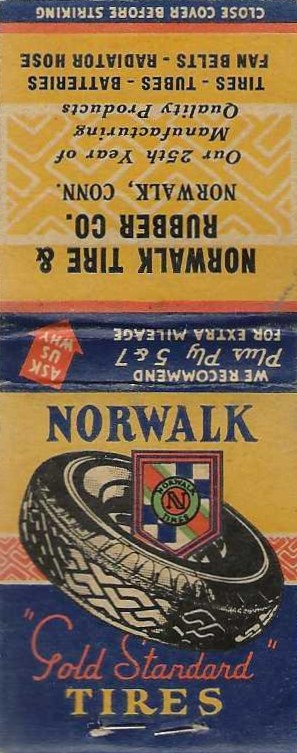 CLOSE COVER BEFORE STRIKING
NORWALK TIRE &
RUBBER CO.
NORWALK, CONN.
Our 25th Year of
Manufacturing
Quality Products
TIRES - TUBES - BATTERIES
FAN BELTS - RADIATOR HOSE
WE RECOMMEND
Plus Ply 5 & 7
FOR EXTRA MILEAGE
ASK
US
WHY
NORWALK
NORWALK
N
TIRES
"Gold Standard"
TIRES